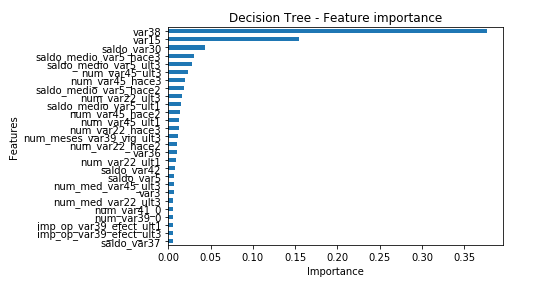 Decision Tree - Feature importance
var38
var15
saldo_var30
saldo_medio_var5_hace3
saldo_medio_var5_ult3
num_var45_ult3
num_var45_hace3
saldo_medio_var5_hace2
num_var22_ult3
saldo_medio_var5_ult1
num_var45_hace2
num_var45_ult1
num_var22_hace3
num_meses_var39_vig_ult3
num_var22_hace2
var36
num_var22_ult1
saldo_var42
saldo_var5
num_med_var45_ult3
var3
num_med_var22_ult3
num_var41_0
num_var39_0
imp_op_var39_efect_ult1
imp_op_var39_efect_ult3
saldo_var37
Features
0.00 0.05 0.10 0.15 0.20 0.25 0.30 0.35
Importance